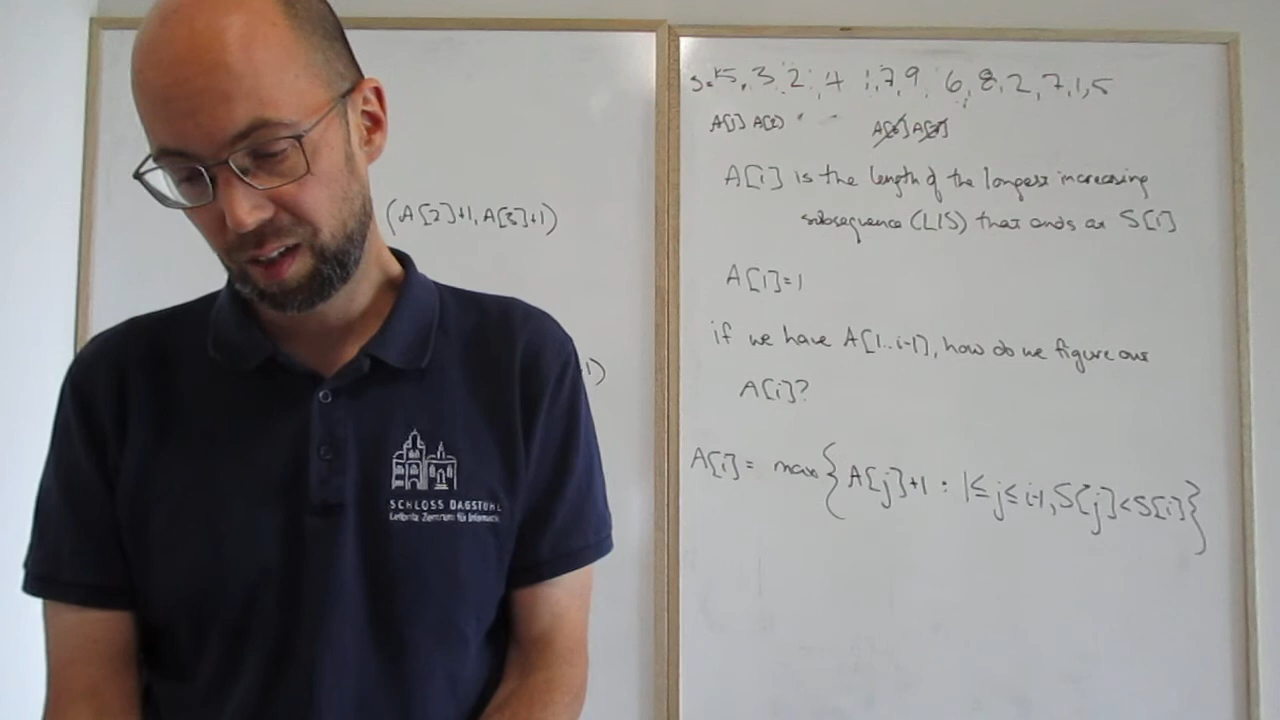 (A[2]+1, A[3]+1)
1)
SCHLOSS DAGSTUHL
Leibniz-Zentrum für Informatik
S = 5, 3, 2, 4, 1, 7, 9, 6, 8, 2, 7, 1, 5
A[1] A[2]
A[i] is the length of the longest increasing
subsequence (LIS) that ends at S[i]
A[1]=1
if we have A[1..i-1], how do we figure out
A[i]?
A[i] = max{A[j]+1 : 1≤j≤i-1, S[j]<S[i]}